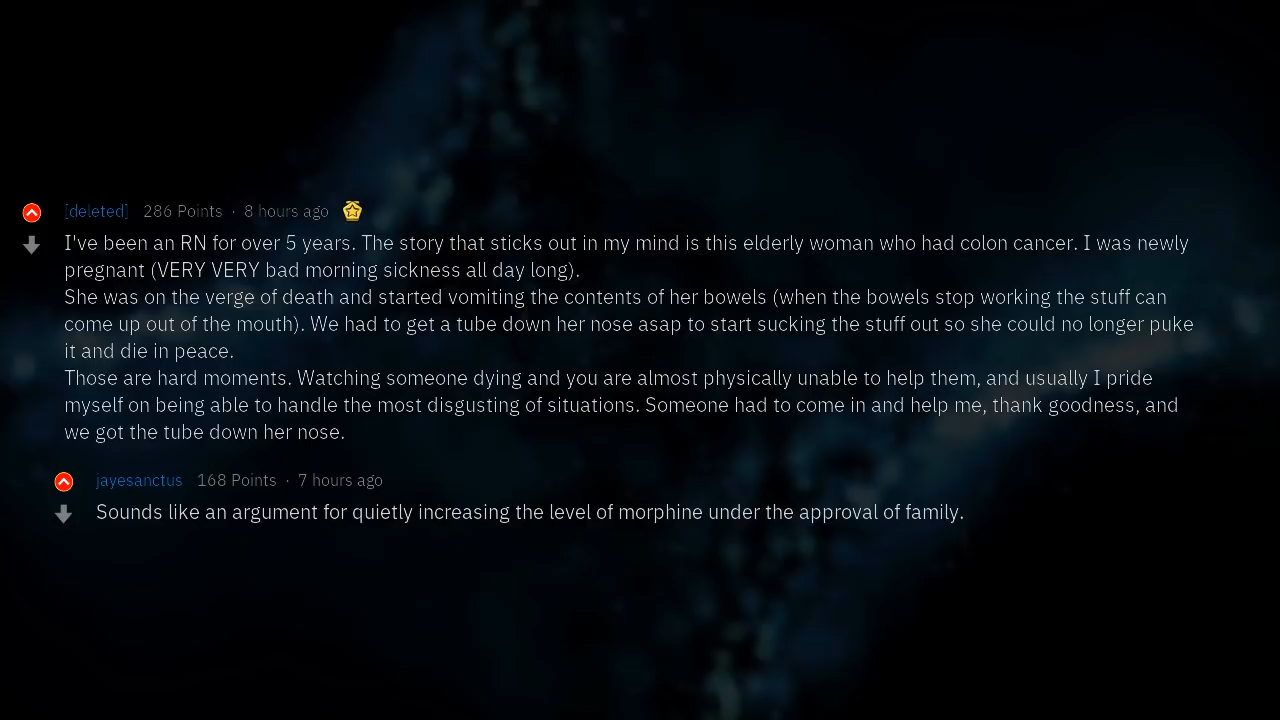 [deleted] 286 Points · 8 hours ago
I've been an RN for over 5 years. The story that sticks out in my mind is this elderly woman who had colon cancer. I was newly
pregnant (VERY VERY bad morning sickness all day long).
She was on the verge of death and started vomiting the contents of her bowels (when the bowels stop working the stuff can
come up out of the mouth). We had to get a tube down her nose asap to start sucking the stuff out so she could no longer puke
it and die in peace.
Those are hard moments. Watching someone dying and you are almost physically unable to help them, and usually I pride
myself on being able to handle the most disgusting of situations. Someone had to come in and help me, thank goodness, and
we got the tube down her nose.
jayesanctus 168 Points · 7 hours ago
Sounds like an argument for quietly increasing the level of morphine under the approval of family.